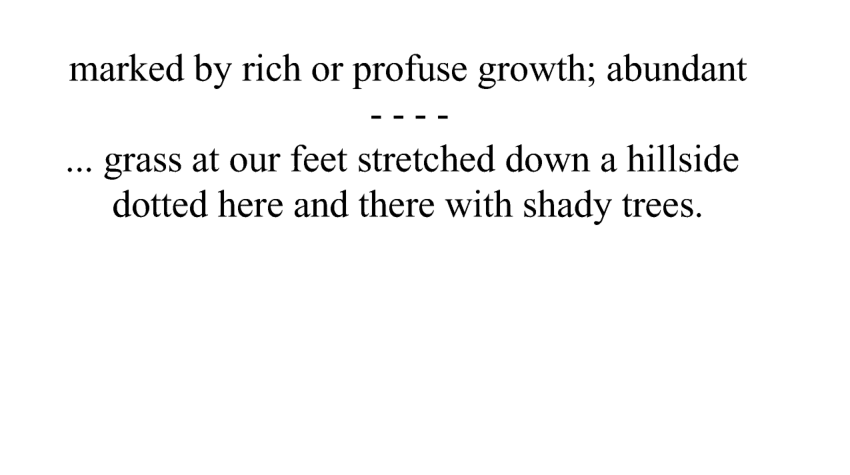 marked by rich or profuse growth; abundant
- - - -
... grass at our feet stretched down a hillside
dotted here and there with shady trees.